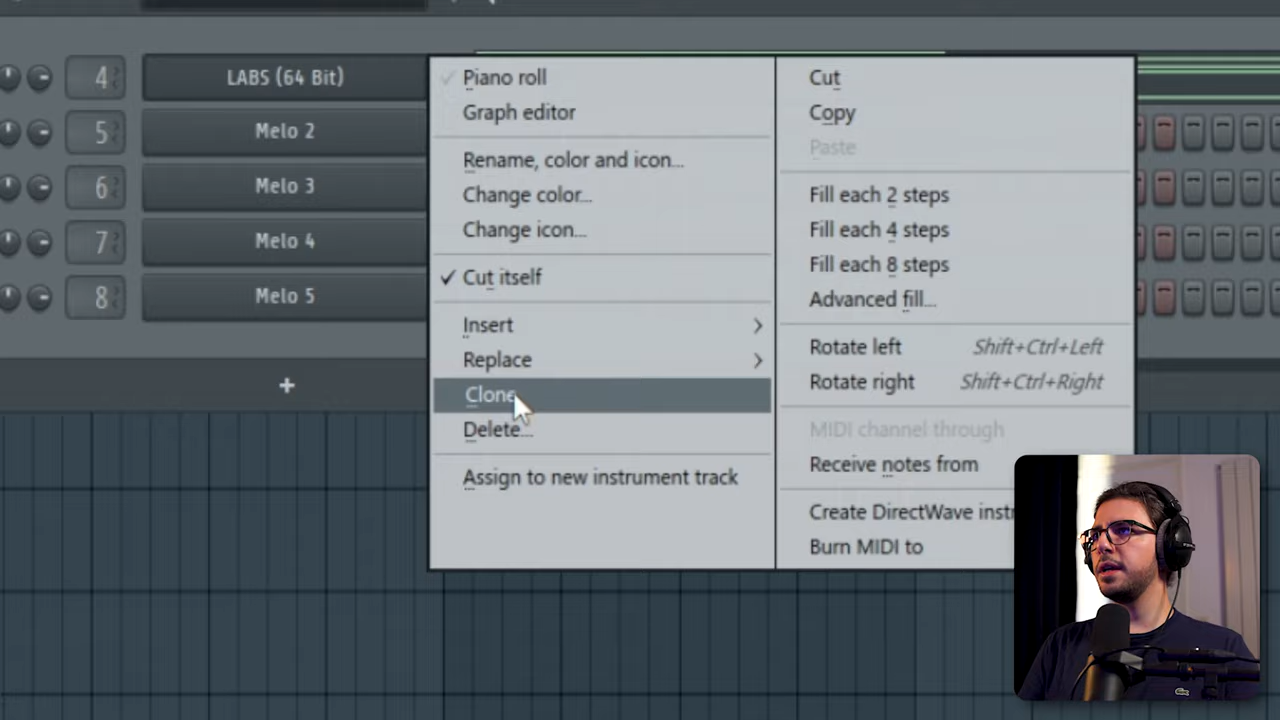 4 LABS (64 Bit)
5 Melo 2
6 Melo 3
7 Melo 4
8 Melo 5
+
Piano roll
Graph editor
Rename, color and icon...
Change color...
Change icon...
✓ Cut itself
Insert
Replace
Clone
Delete...
Assign to new instrument track
Cut
Copy
Paste
Fill each 2 steps
Fill each 4 steps
Fill each 8 steps
Advanced fill...
Rotate left Shift+Ctrl+Left
Rotate right Shift+Ctrl+Right
MIDI channel through
Receive notes from
Create DirectWave instr
Burn MIDI to